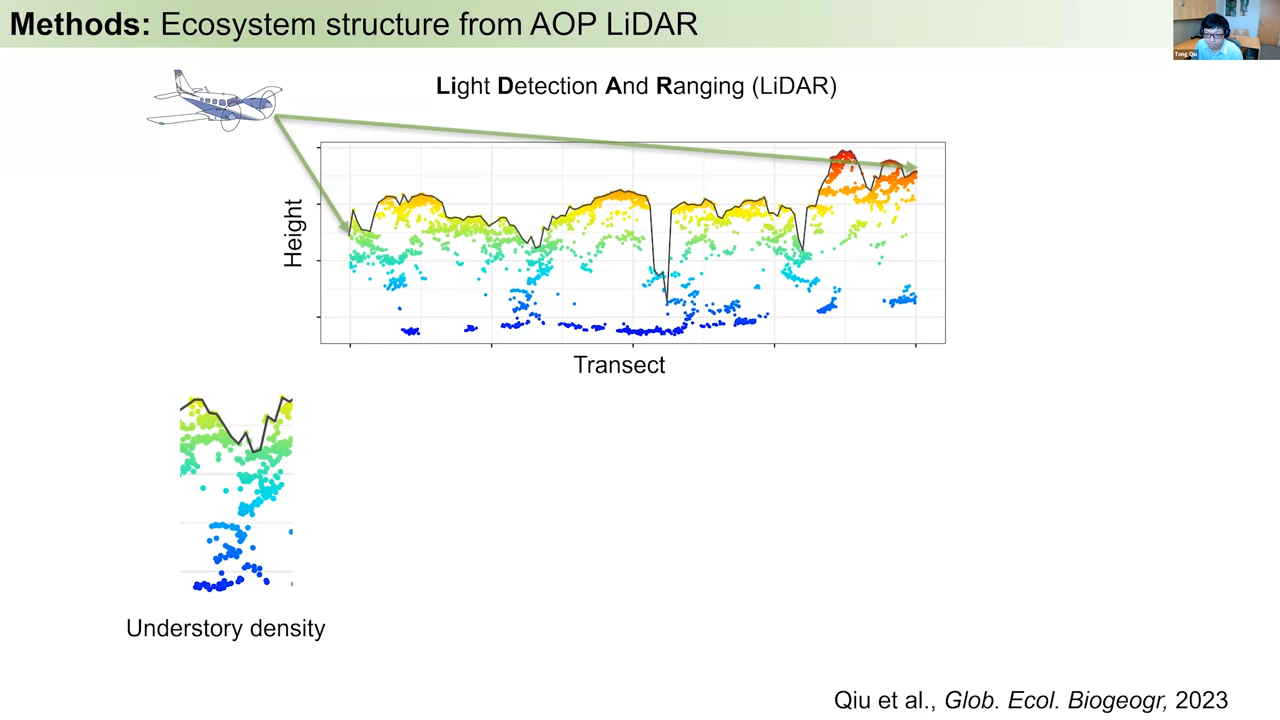 Methods: Ecosystem structure from AOP LiDAR
Tong Qiu
Light Detection And Ranging (LiDAR)
Height
Transect
Understory density
Qiu et al., Glob. Ecol. Biogeogr, 2023